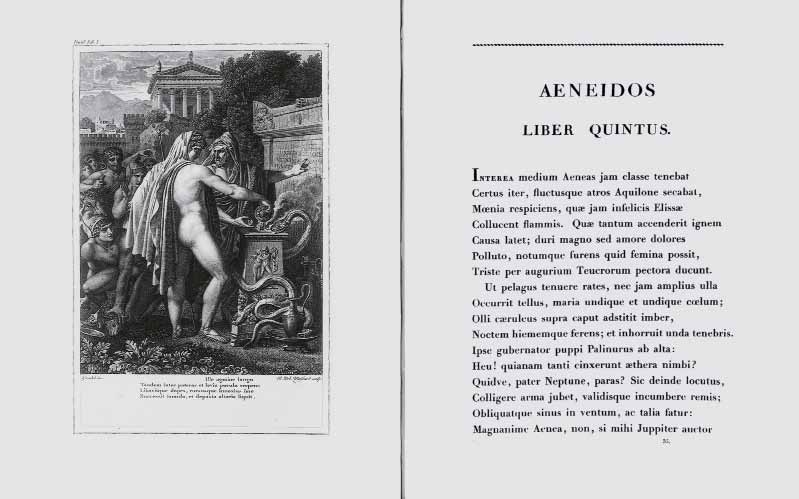 Ille agmine longo
Tandem inter pateras et levia pocula serpens
Libavitque dapes, rursusque innoxius imo
Successit tumulo, et depasta altaria liquit.
AENEIDOS
LIBER QUINTUS.
INTEREA medium Aeneas jam classe tenebat
Certus iter, fluctusque atros Aquilone secabat,
Mœnia respiciens, quæ jam infelicis Elissæ
Collucent flammis. Quæ tantum accenderit ignem
Causa latet; duri magno sed amore dolores
Polluto, notumque furens quid femina possit,
Triste per augurium Teucrorum pectora ducunt.
Ut pelagus tenuere rates, nec jam amplius ulla
Occurrit tellus, maria undique et undique cœlum;
Olli cærulcus supra caput adstitit imber,
Noctem hiememque ferens; et inhorruit unda tenebris.
Ipse gubernator puppi Palinurus ab alta:
Heu! quianam tanti cinxerunt æthera nimbi?
Quidve, pater Neptune, paras? Sic deinde locutus,
Colligere arma jubet, validisque incumbere remis;
Obliquatque sinus in ventum, ac talia fatur:
Magnanime Aenea, non, si mihi Juppiter auctor